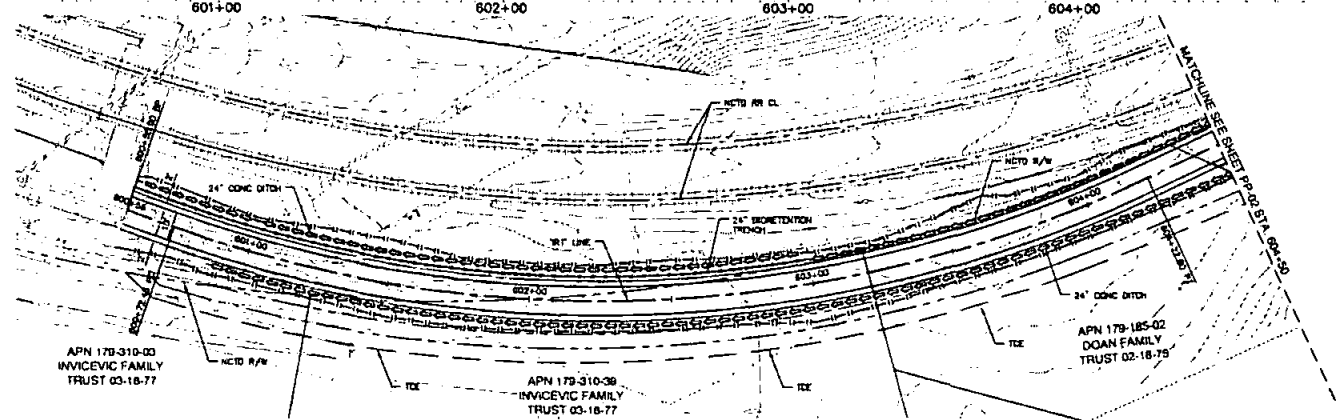 601+00
602+00
603+00
604+00
MATCHLINE SEE SHEET PP-02 STA. 604+50
NCTD RR CL
NCTD R/W
24" CONC DITCH
24" BIORETENTION
TRENCH
"R1" LINE
601+00
602+00
603+00
604+00
24" CONC DITCH
APN 179-310-03
INVICEVIC FAMILY
TRUST 03-18-77
NCTD R/W
TCE
APN 179-310-39
INVICEVIC FAMILY
TRUST 03-18-77
TCE
TCE
APN 179-185-02
DOAN FAMILY
TRUST 02-18-79